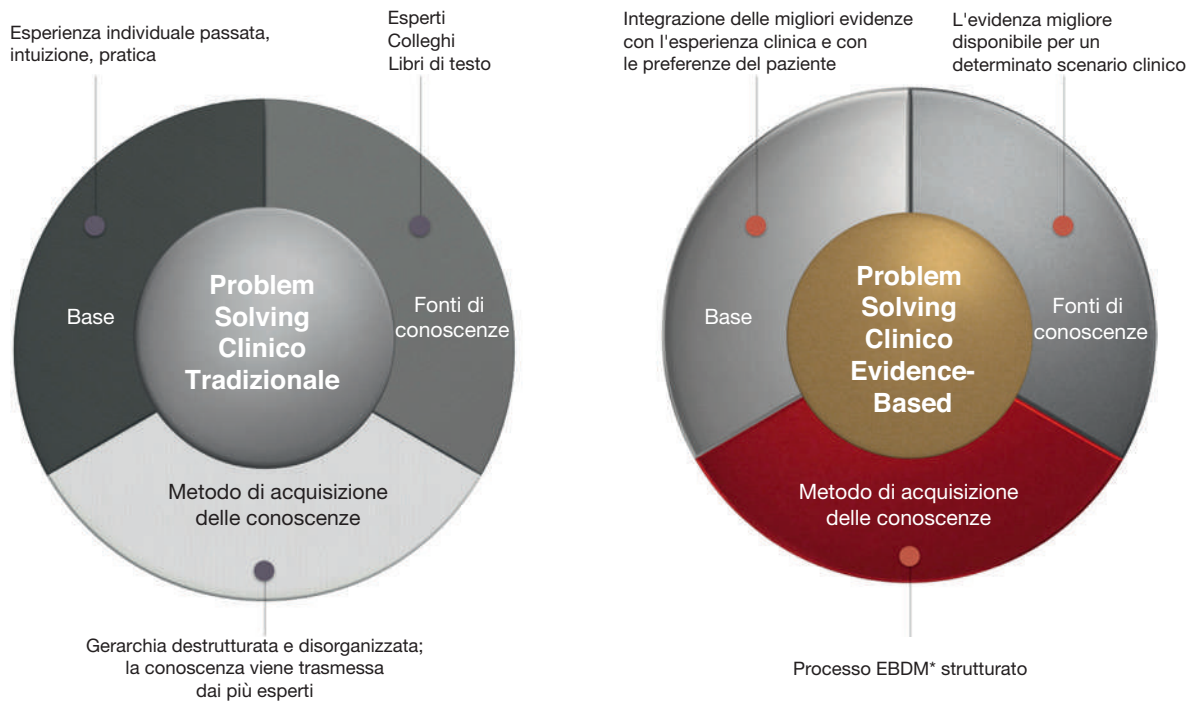 Esperienza individuale passata,
intuizione, pratica
Esperti
Colleghi
Libri di testo
Base
Problem
Solving
Clinico
Tradizionale
Fonti di
conoscenze
Metodo di acquisizione
delle conoscenze
Gerarchia destrutturata e disorganizzata;
la conoscenza viene trasmessa
dai più esperti
Integrazione delle migliori evidenze
con l'esperienza clinica e con
le preferenze del paziente
L'evidenza migliore
disponibile per un
determinato scenario clinico
Base
Problem
Solving
Clinico
Evidence-
Based
Fonti di
conoscenze
Metodo di acquisizione
delle conoscenze
Processo EBDM* strutturato